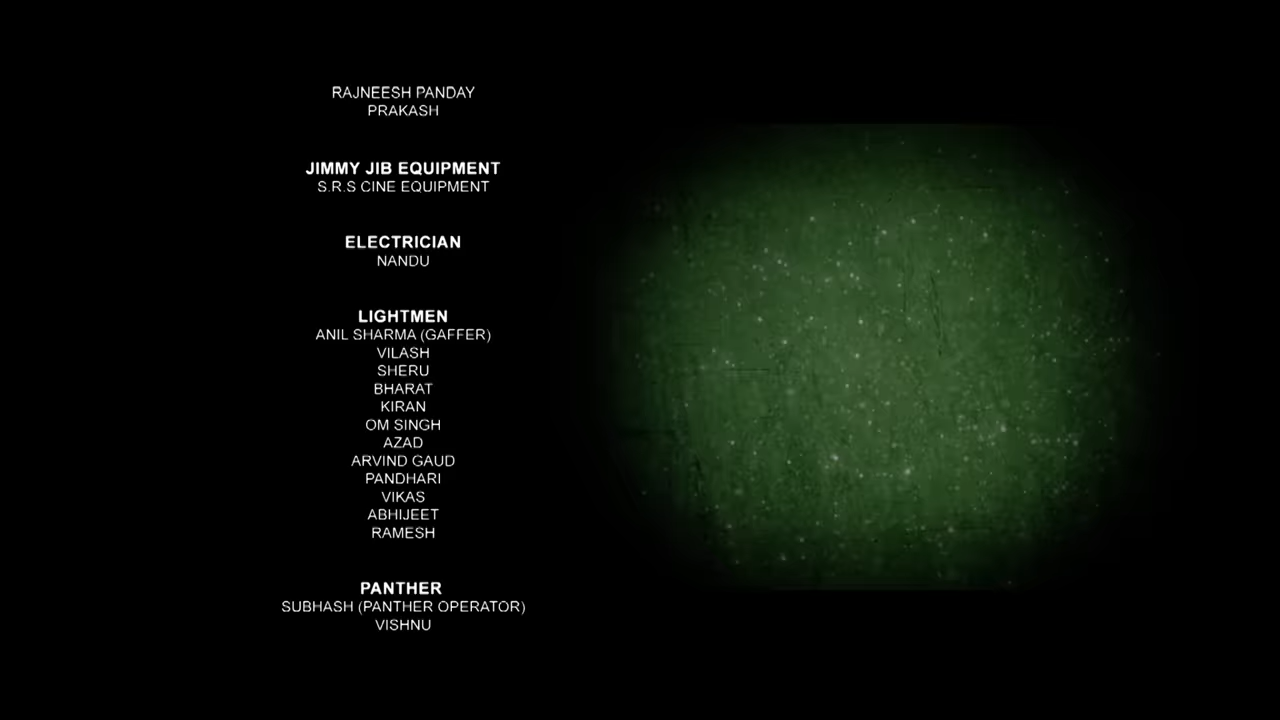 RAJNEESH PANDAY
PRAKASH
JIMMY JIB EQUIPMENT
S.R.S CINE EQUIPMENT
ELECTRICIAN
NANDU
LIGHTMEN
ANIL SHARMA (GAFFER)
VILASH
SHERU
BHARAT
KIRAN
OM SINGH
AZAD
ARVIND GAUD
PANDHARI
VIKAS
ABHIJEET
RAMESH
PANTHER
SUBHASH (PANTHER OPERATOR)
VISHNU